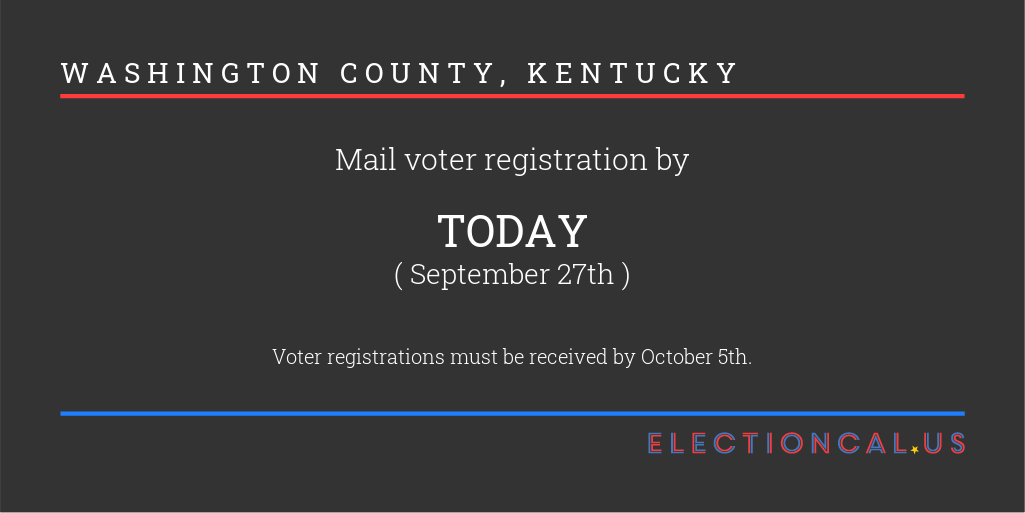 WASHINGTON COUNTY, KENTUCKY
Mail voter registration by
TODAY
( September 27th )
Voter registrations must be received by October 5th.
ELECTIONCAL.US